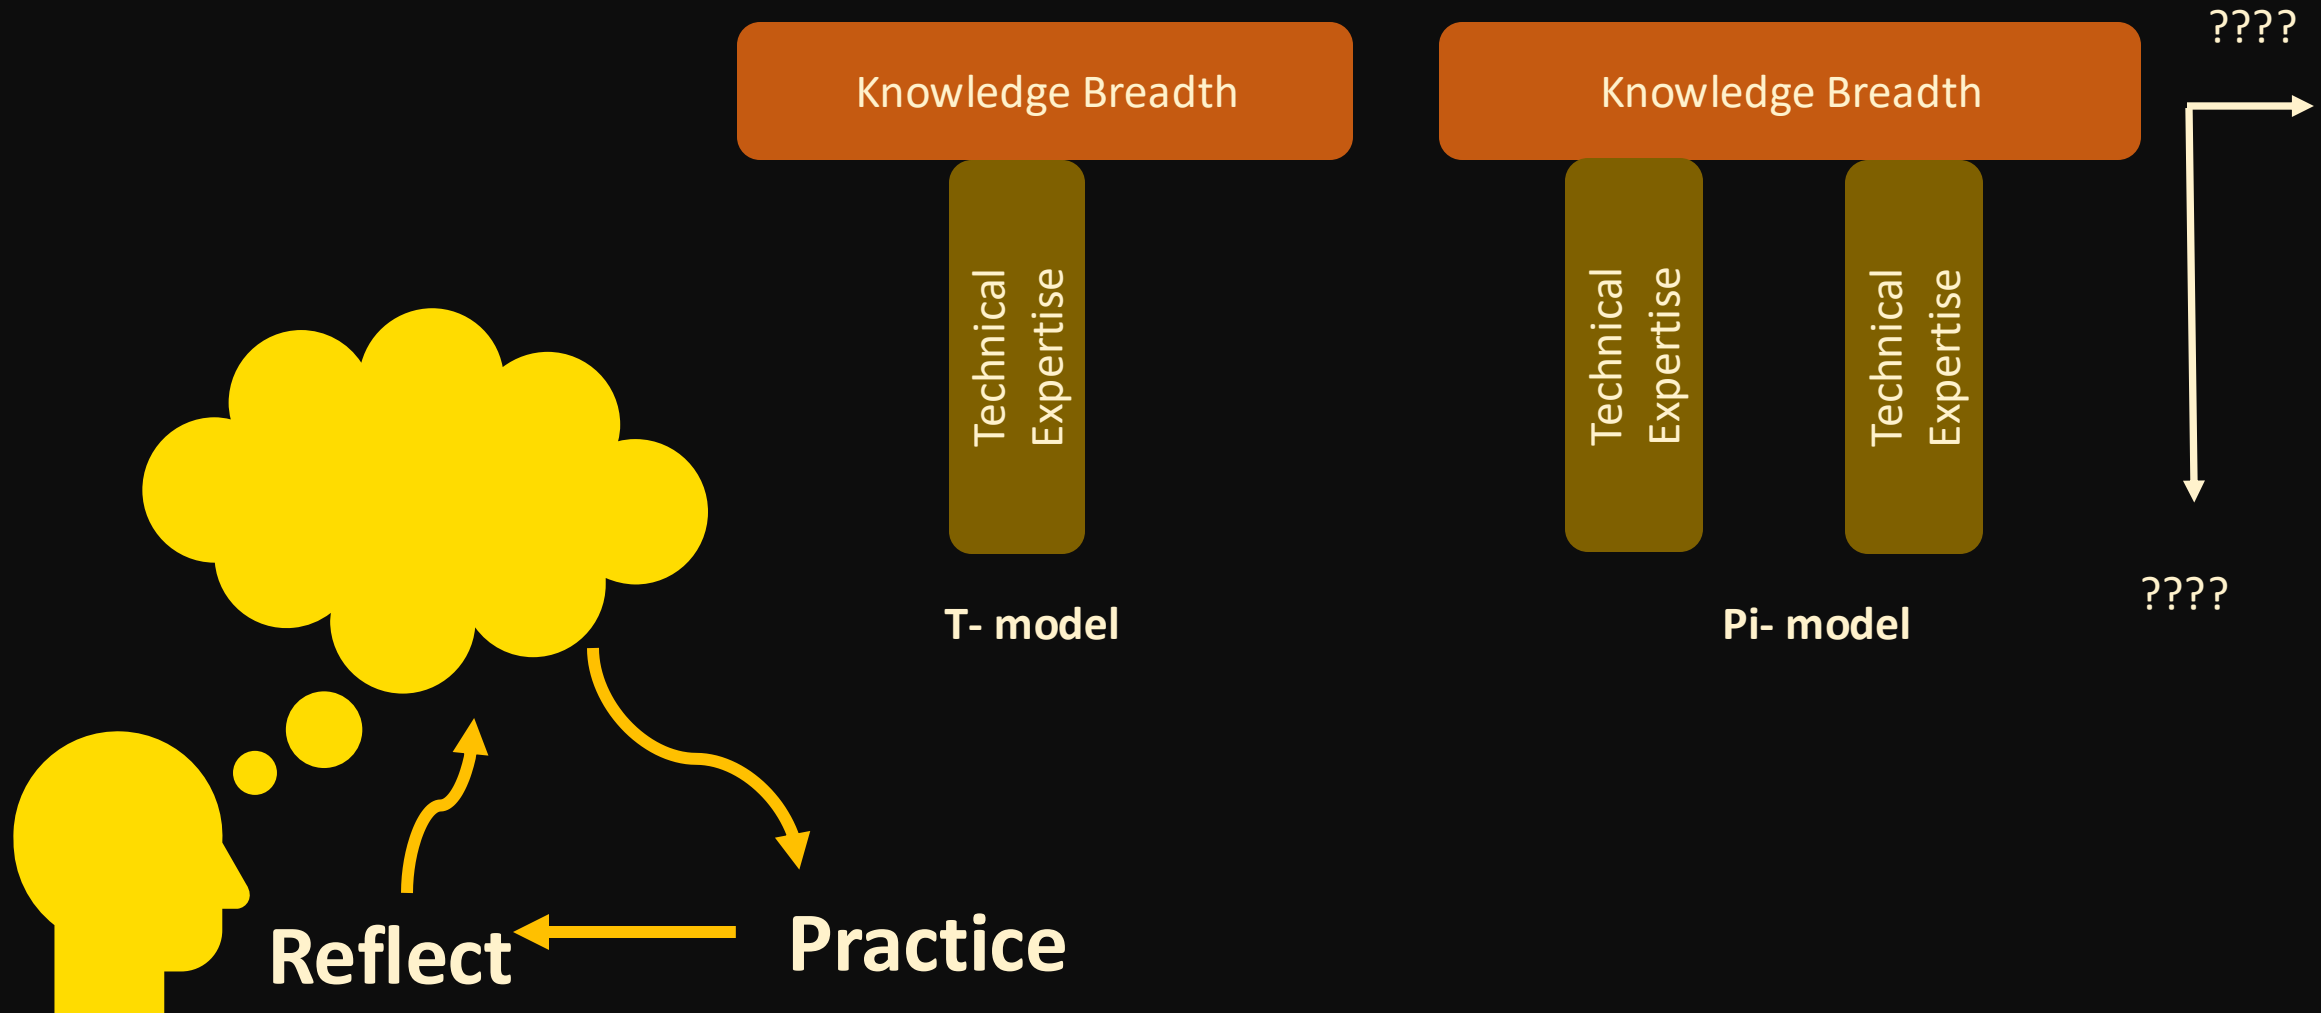 ????
Knowledge Breadth
Knowledge Breadth
Technical
Expertise
Technical
Expertise
Technical
Expertise
????
T- model
Pi- model
Reflect
Practice